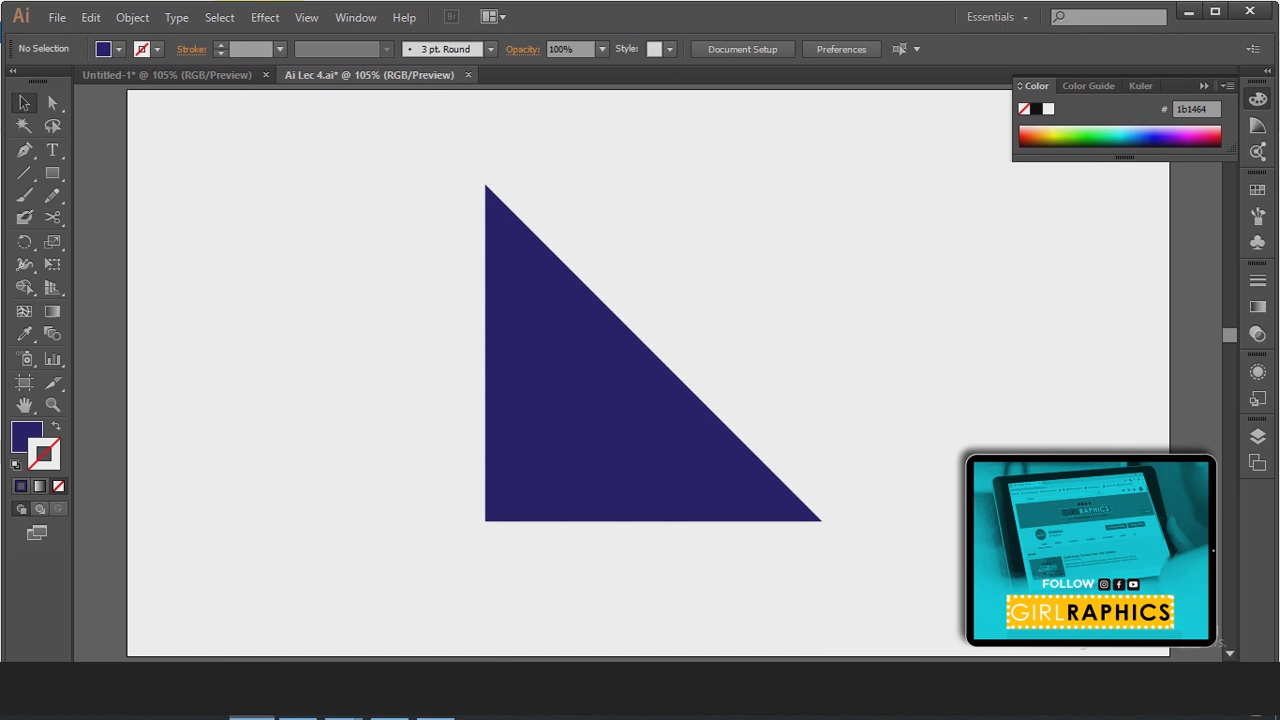 Ai File Edit Object Type Select Effect View Window Help Br Essentials
No Selection Stroke: 3 pt. Round Opacity: 100% Style: Document Setup Preferences
Untitled-1* @ 105% (RGB/Preview) × Ai Lec 4.ai* @ 105% (RGB/Preview) ×
Color Color Guide Kuler
# 1b1464
T
FOLLOW
GIRLRAPHICS